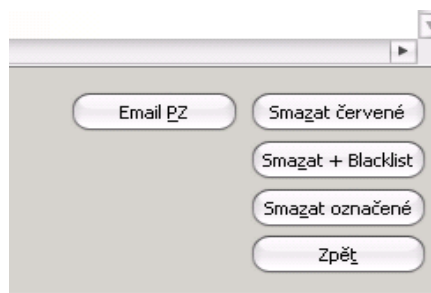 Email PZ
Smazat červené
Smazat + Blacklist
Smazat označené
Zpět